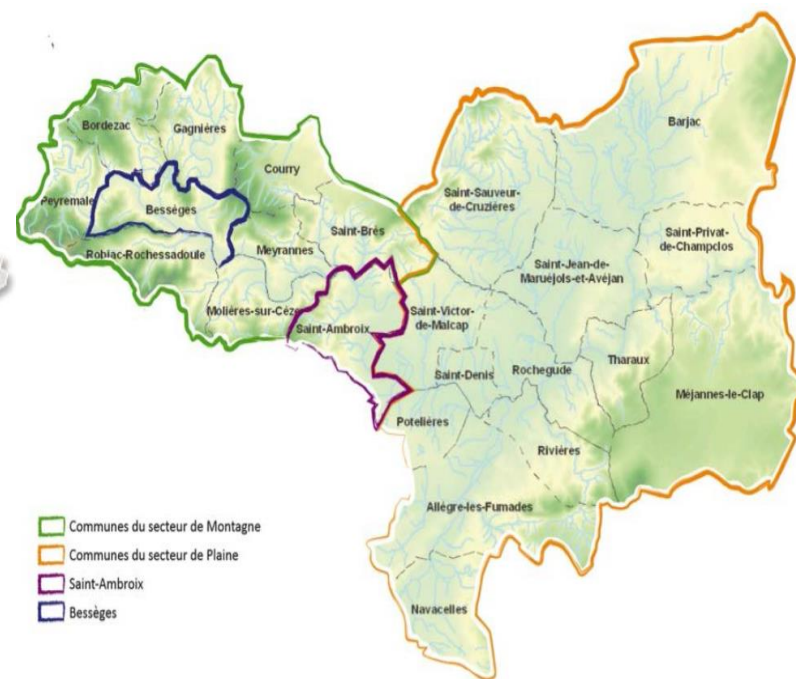 Barjac
Bordezac
Gagnières
Courry
Peyremale
Bessèges
Saint-Sauveur-
de-Cruzières
Saint-Brès
Saint-Privat-
de-Champclos
Robiac-Rochessadoule
Meyrannes
Saint-Jean-de-
Maruéjols-et-Avéjan
Molières-sur-Cèze
Saint-Ambroix
Saint-Victor-
de-Malcap
Tharaux
Saint-Denis
Rochegude
Méjannes-le-Clap
Potelières
Rivières
Allègre-les-Fumades
Navacelles
Communes du secteur de Montagne
Communes du secteur de Plaine
Saint-Ambroix
Bessèges